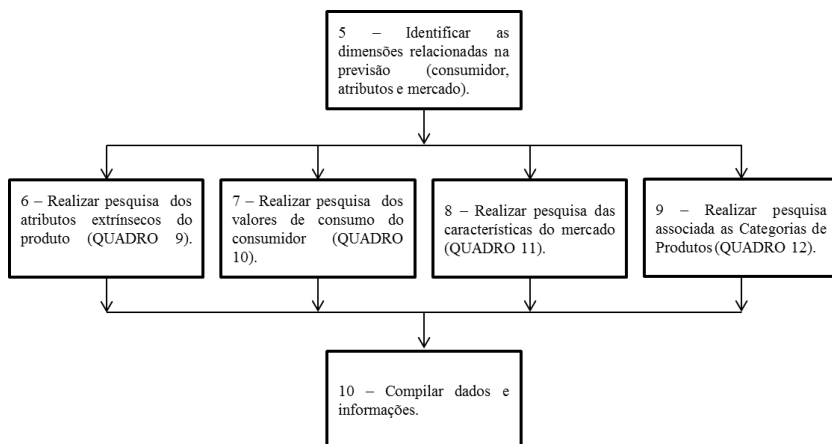 5 – Identificar as
dimensões relacionadas na
previsão (consumidor,
atributos e mercado).
6 – Realizar pesquisa dos
atributos extrínsecos do
produto (QUADRO 9).
7 – Realizar pesquisa dos
valores de consumo do
consumidor (QUADRO
10).
8 – Realizar pesquisa das
características do mercado
(QUADRO 11).
9 – Realizar pesquisa
associada as Categorias de
Produtos (QUADRO 12).
10 – Compilar dados e
informações.